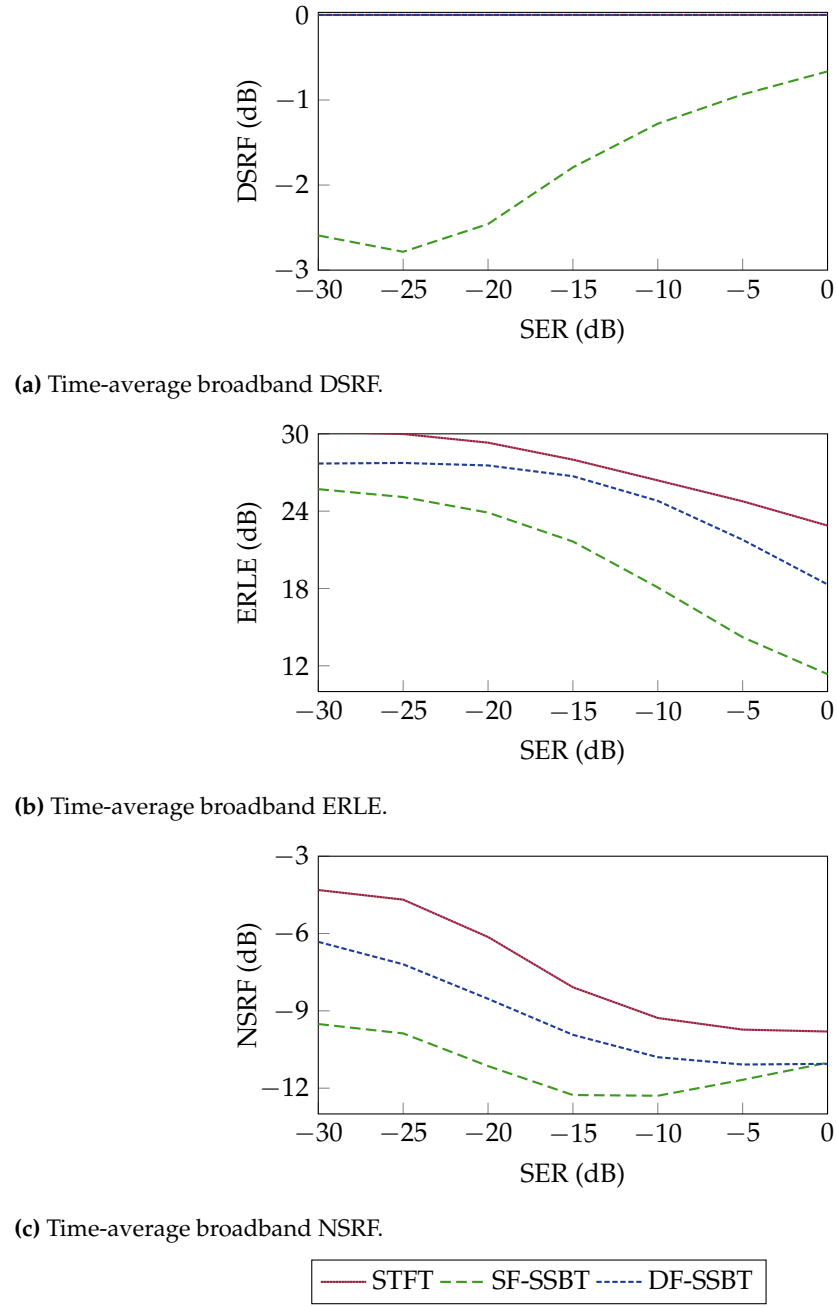 0
−1
−2
−3
DSRF (dB)
−30 −25 −20 −15 −10 −5 0
SER (dB)
(a) Time-average broadband DSRF.
30
24
18
12
ERLE (dB)
−30 −25 −20 −15 −10 −5 0
SER (dB)
(b) Time-average broadband ERLE.
−3
−6
−9
−12
NSRF (dB)
−30 −25 −20 −15 −10 −5 0
SER (dB)
(c) Time-average broadband NSRF.
STFT SF-SSBT DF-SSBT